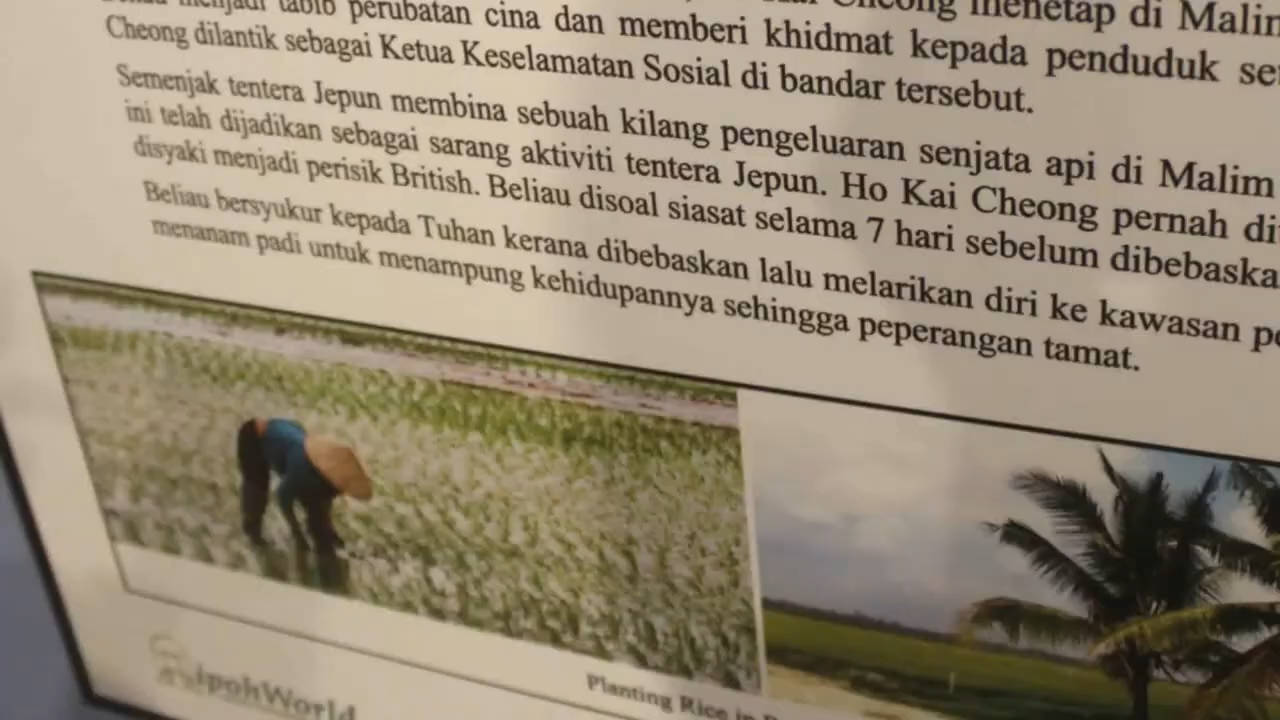 menjadi tabib perubatan cina dan memberi khidmat kepada penduduk
Cheong menetap di Malim
Cheong dilantik sebagai Ketua Keselamatan Sosial di bandar tersebut.
Semenjak tentera Jepun membina sebuah kilang pengeluaran senjata api di Malim
ini telah dijadikan sebagai sarang aktiviti tentera Jepun. Ho Kai Cheong pernah
disyaki menjadi perisik British. Beliau disoal siasat selama 7 hari sebelum
Beliau bersyukur kepada Tuhan kerana dibebaskan lalu melarikan diri ke kawasan
menanam padi untuk menampung kehidupannya sehingga peperangan tamat.
Planting Rice in
IpohWorld